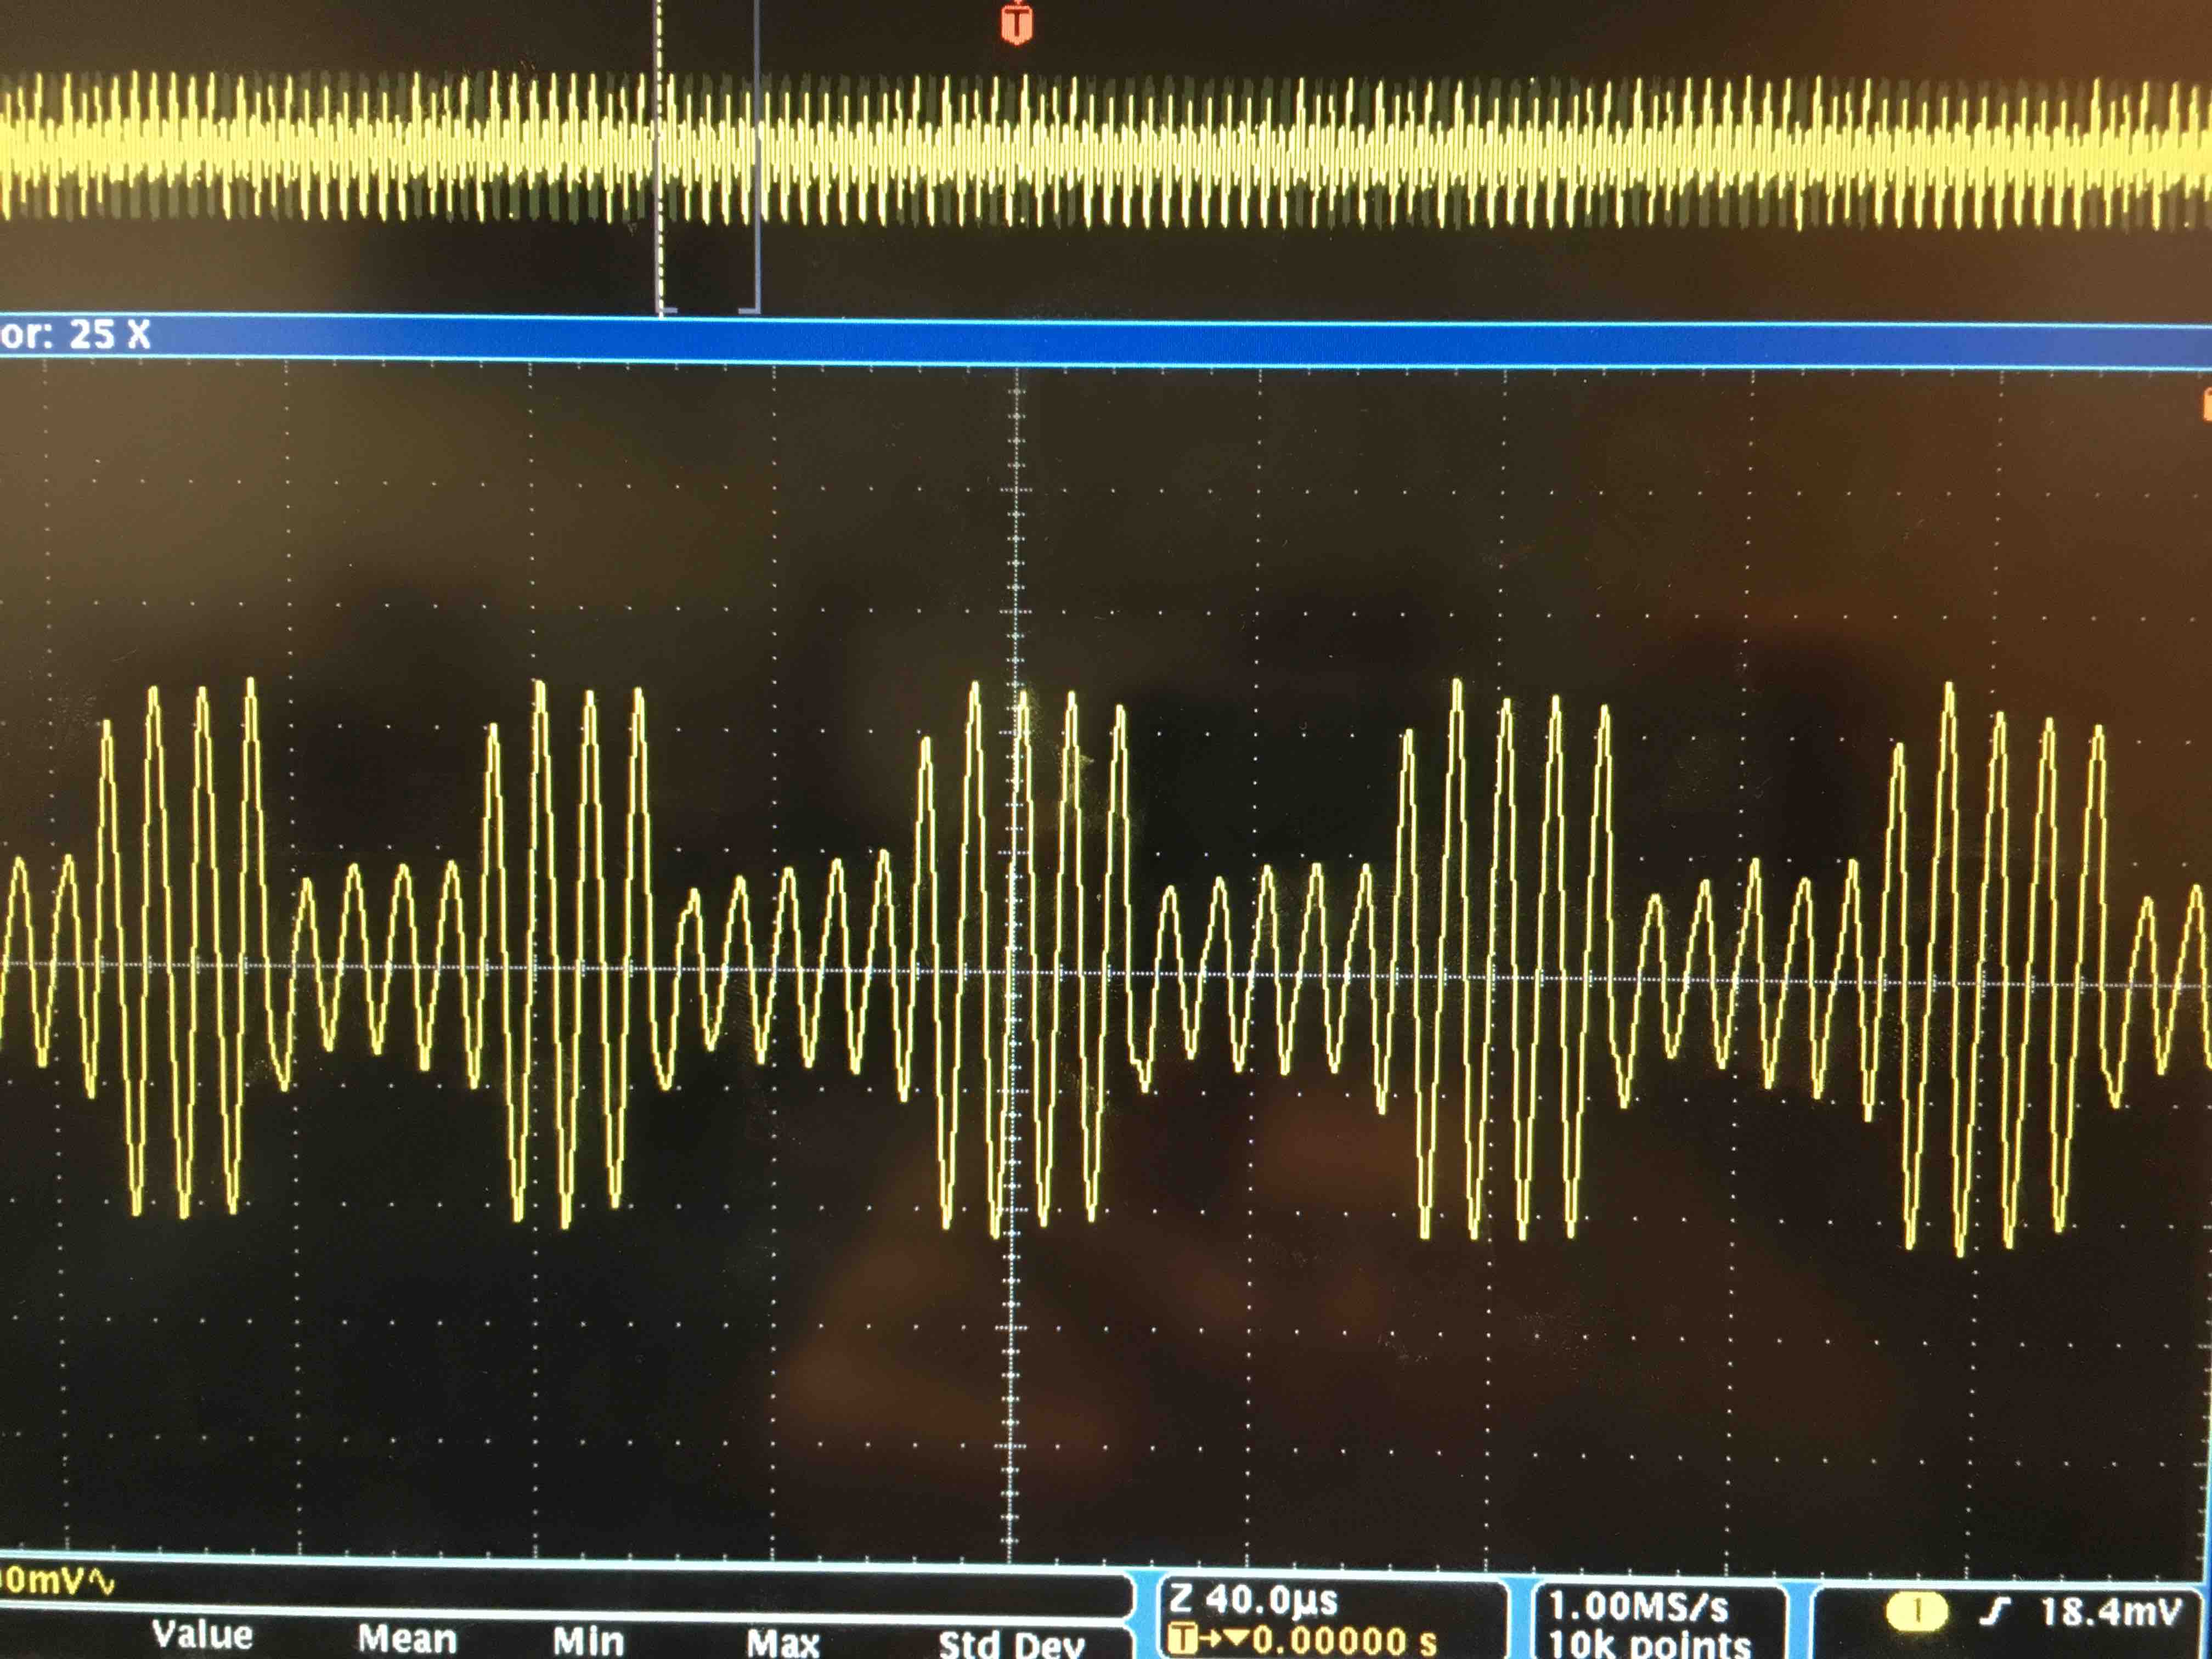 T
or: 25 X
0mV∿
Value Mean Min Max Std Dev
Z 40.0µs
T→▼0.00000 s
1.00MS/s
10k points
1 18.4mV